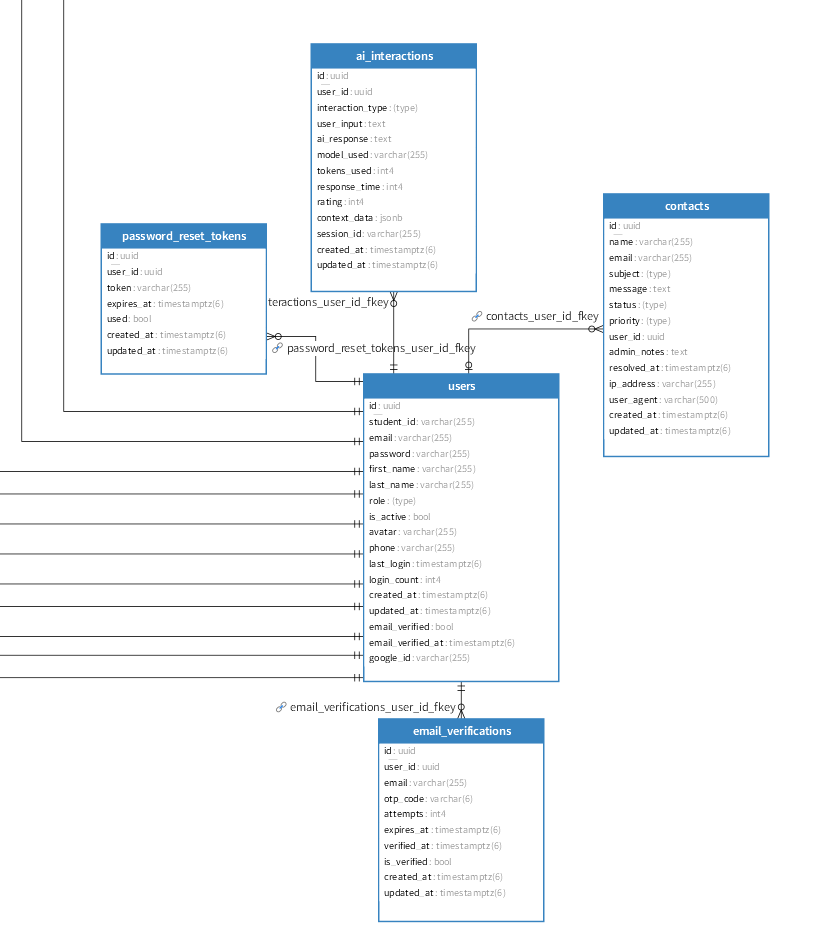 ai_interactions
id: uuid
user_id: uuid
interaction_type: (type)
user_input: text
ai_response: text
model_used: varchar(255)
tokens_used: int4
response_time: int4
rating: int4
context_data: jsonb
session_id: varchar(255)
created_at: timestamptz(6)
updated_at: timestamptz(6)
contacts
id: uuid
name: varchar(255)
email: varchar(255)
subject: (type)
message: text
status: (type)
priority: (type)
user_id: uuid
admin_notes: text
resolved_at: timestamptz(6)
ip_address: varchar(255)
user_agent: varchar(500)
created_at: timestamptz(6)
updated_at: timestamptz(6)
password_reset_tokens
id: uuid
user_id: uuid
token: varchar(255)
expires_at: timestamptz(6)
used: bool
created_at: timestamptz(6)
updated_at: timestamptz(6)
teractions_user_id_fkey
contacts_user_id_fkey
password_reset_tokens_user_id_fkey
users
id: uuid
student_id: varchar(255)
email: varchar(255)
password: varchar(255)
first_name: varchar(255)
last_name: varchar(255)
role: (type)
is_active: bool
avatar: varchar(255)
phone: varchar(255)
last_login: timestamptz(6)
login_count: int4
created_at: timestamptz(6)
updated_at: timestamptz(6)
email_verified: bool
email_verified_at: timestamptz(6)
google_id: varchar(255)
email_verifications_user_id_fkey
email_verifications
id: uuid
user_id: uuid
email: varchar(255)
otp_code: varchar(6)
attempts: int4
expires_at: timestamptz(6)
verified_at: timestamptz(6)
is_verified: bool
created_at: timestamptz(6)
updated_at: timestamptz(6)